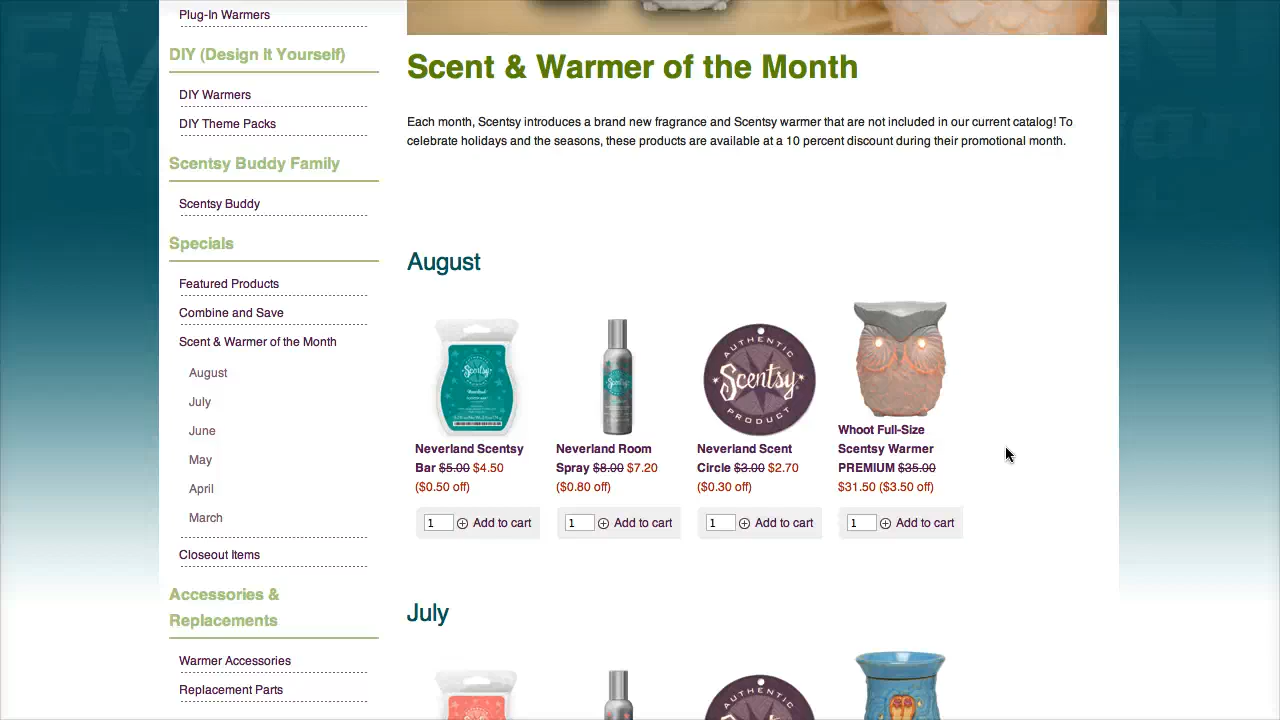 Plug-In Warmers
DIY (Design It Yourself)
DIY Warmers
DIY Theme Packs
Scentsy Buddy Family
Scentsy Buddy
Specials
Featured Products
Combine and Save
Scent & Warmer of the Month
August
July
June
May
April
March
Closeout Items
Accessories &
Replacements
Warmer Accessories
Replacement Parts
Scent & Warmer of the Month
Each month, Scentsy introduces a brand new fragrance and Scentsy warmer that are not included in our current catalog! To
celebrate holidays and the seasons, these products are available at a 10 percent discount during their promotional month.
August
Scentsy
AUTHENTIC
Scentsy
PRODUCT
Neverland Scentsy
Bar $5.00 $4.50
($0.50 off)
1 Add to cart
Neverland Room
Spray $8.00 $7.20
($0.80 off)
1 Add to cart
Neverland Scent
Circle $3.00 $2.70
($0.30 off)
1 Add to cart
Whoot Full-Size
Scentsy Warmer
PREMIUM $35.00
$31.50 ($3.50 off)
1 Add to cart
July
AUTHENTIC